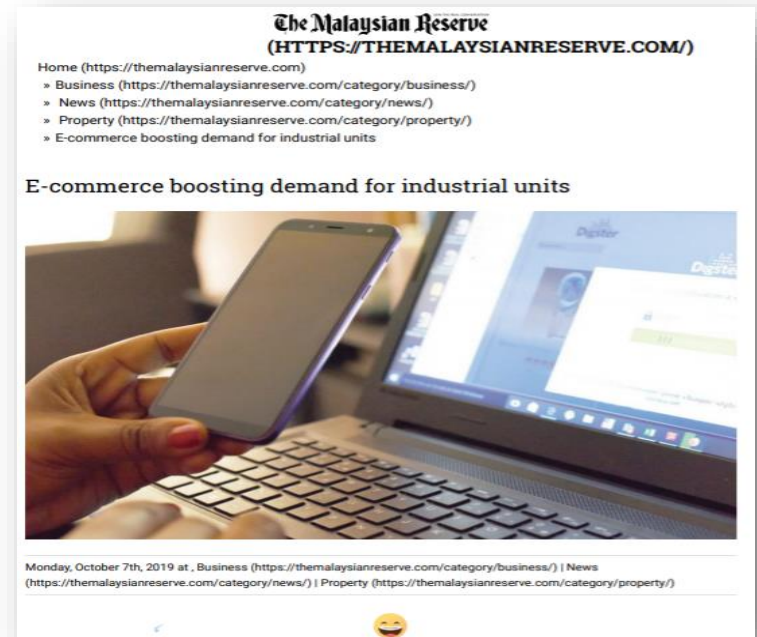 The Malaysian Reserve
(HTTPS://THEMALAYSIANRESERVE.COM/)
Home (https://themalaysianreserve.com)
» Business (https://themalaysianreserve.com/category/business/)
» News (https://themalaysianreserve.com/category/news/)
» Property (https://themalaysianreserve.com/category/property/)
» E-commerce boosting demand for industrial units
E-commerce boosting demand for industrial units
Digster
Digster
Monday, October 7th, 2019 at , Business (https://themalaysianreserve.com/category/business/) | News
(https://themalaysianreserve.com/category/news/) | Property (https://themalaysianreserve.com/category/property/)